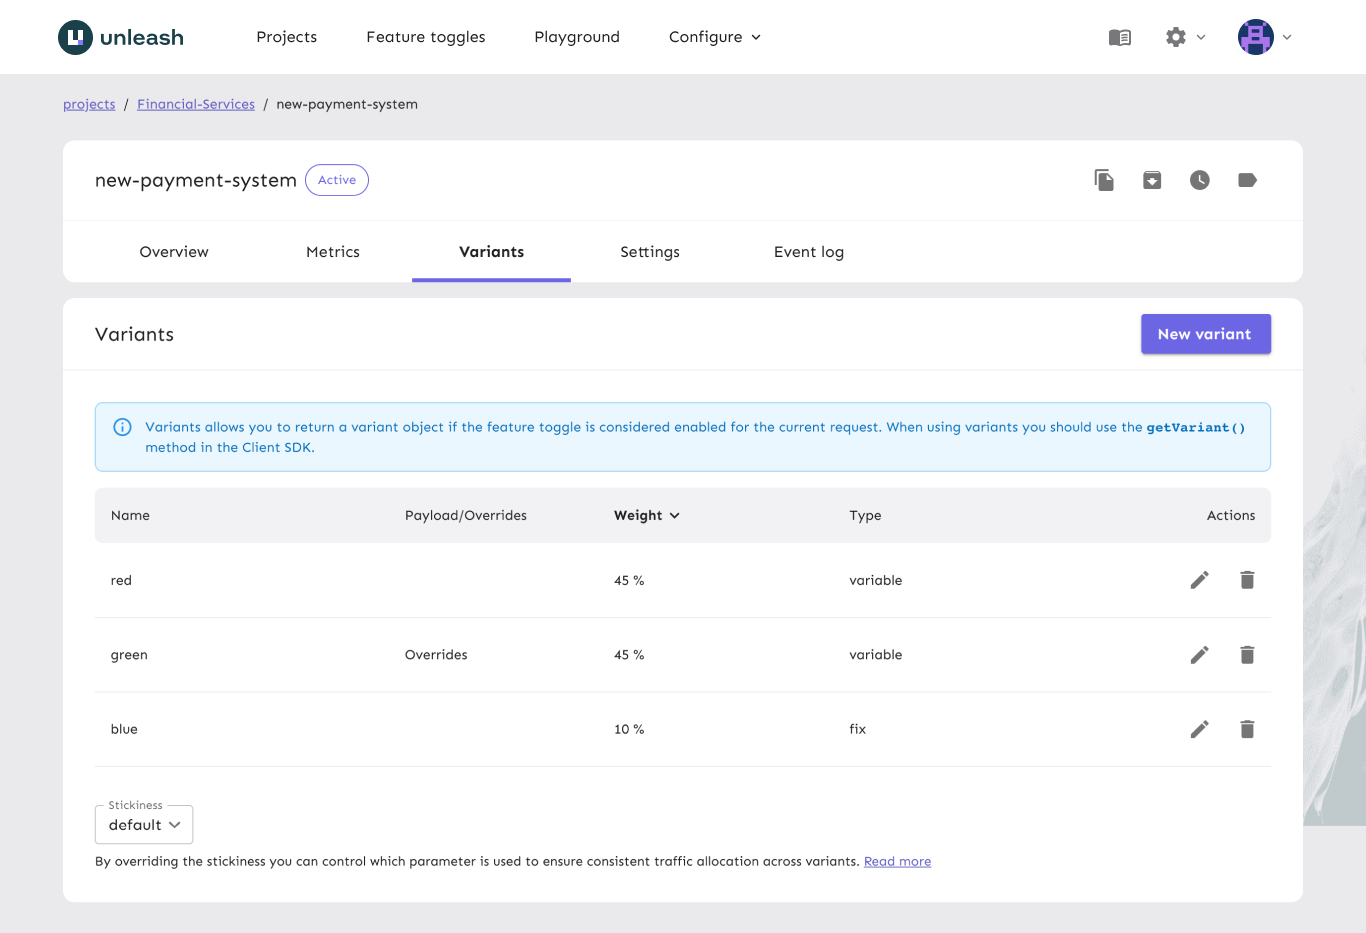 unleash
Projects
Feature toggles
Playground
Configure
projects / Financial-Services / new-payment-system
new-payment-system
Active
Overview
Metrics
Variants
Settings
Event log
Variants
New variant
Variants allows you to return a variant object if the feature toggle is considered enabled for the current request. When using variants you should use the getVariant()
method in the Client SDK.
Name
Payload/Overrides
Weight
Type
Actions
red
45 %
variable
green
Overrides
45 %
variable
blue
10 %
fix
Stickiness
default
By overriding the stickiness you can control which parameter is used to ensure consistent traffic allocation across variants. Read more